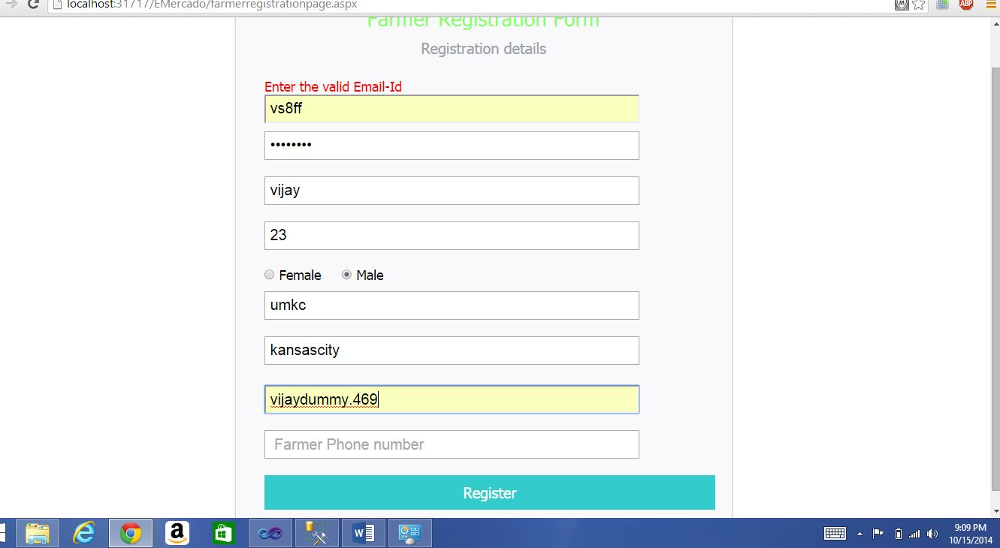 localhost:31717/EMercado/farmerregistrationpage.aspx
ABP
Farmer Registration Form
Registration details
Enter the valid Email-Id
vs8ff
••••••••
vijay
23
Female Male
umkc
kansascity
vijaydummy.469
Farmer Phone number
Register
9:09 PM
10/15/2014